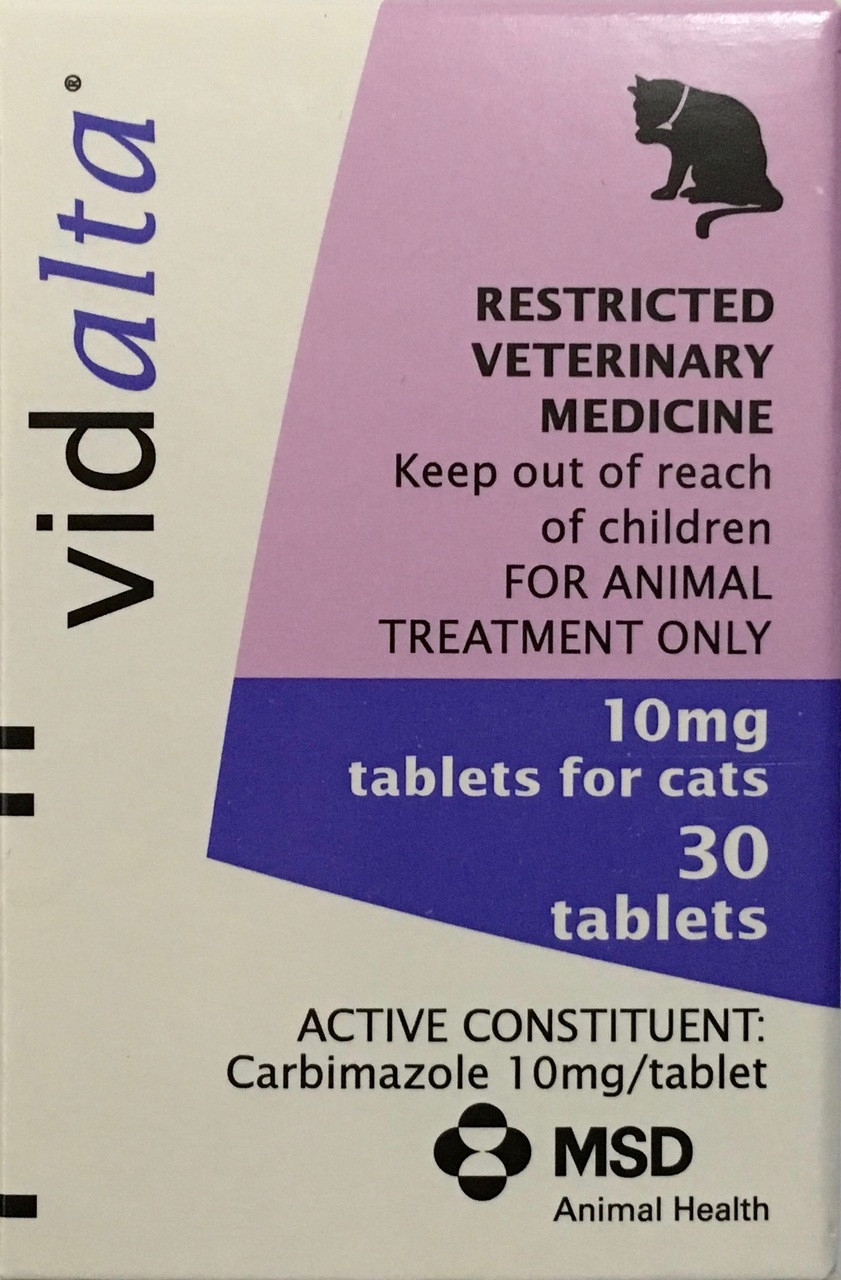 vidalta®
RESTRICTED
VETERINARY
MEDICINE
Keep out of reach
of children
FOR ANIMAL
TREATMENT ONLY
10mg
tablets for cats
30
tablets
ACTIVE CONSTITUENT:
Carbimazole 10mg/tablet
MSD
Animal Health